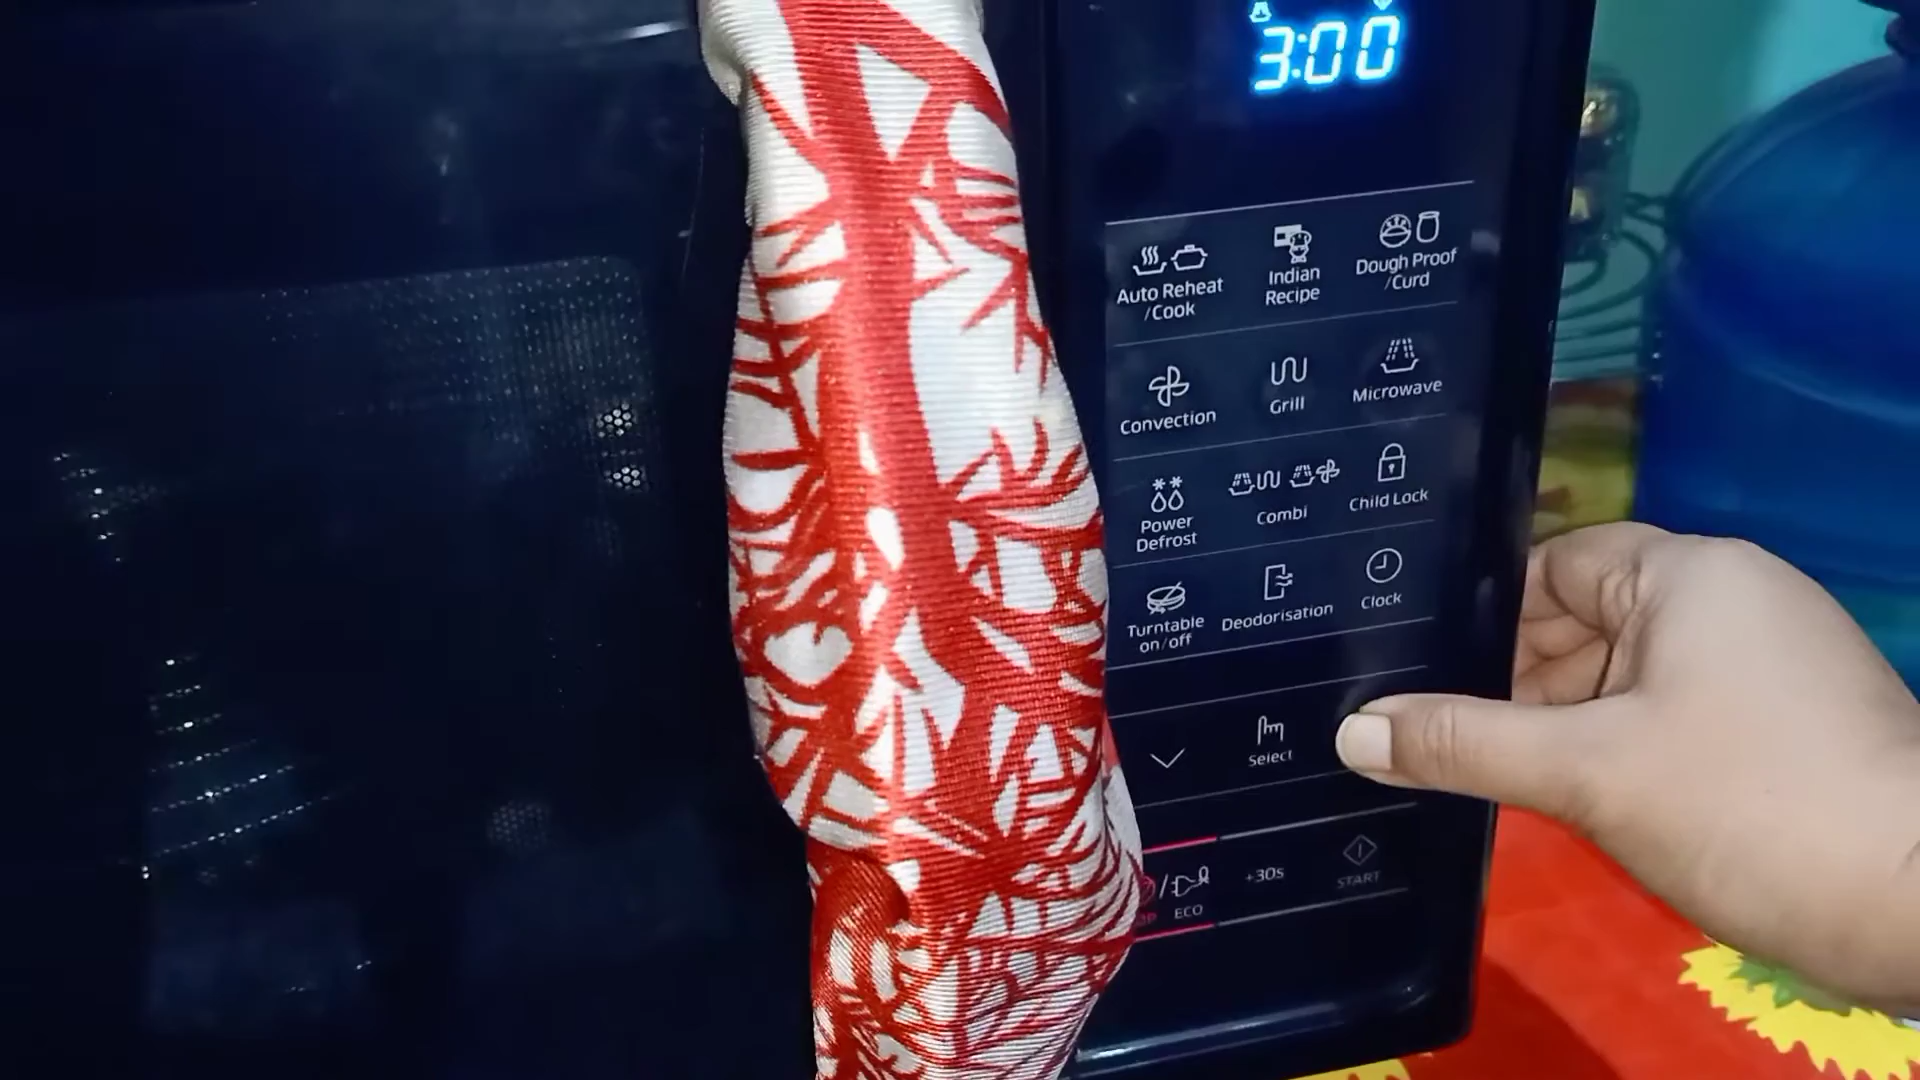 3:00
Auto Reheat
/Cook
Indian
Recipe
Dough Proof
/Curd
Convection
Grill
Microwave
Power
Defrost
Combi
Child Lock
Turntable
on/off
Deodorisation
Clock
Select
+30s
START
ECO